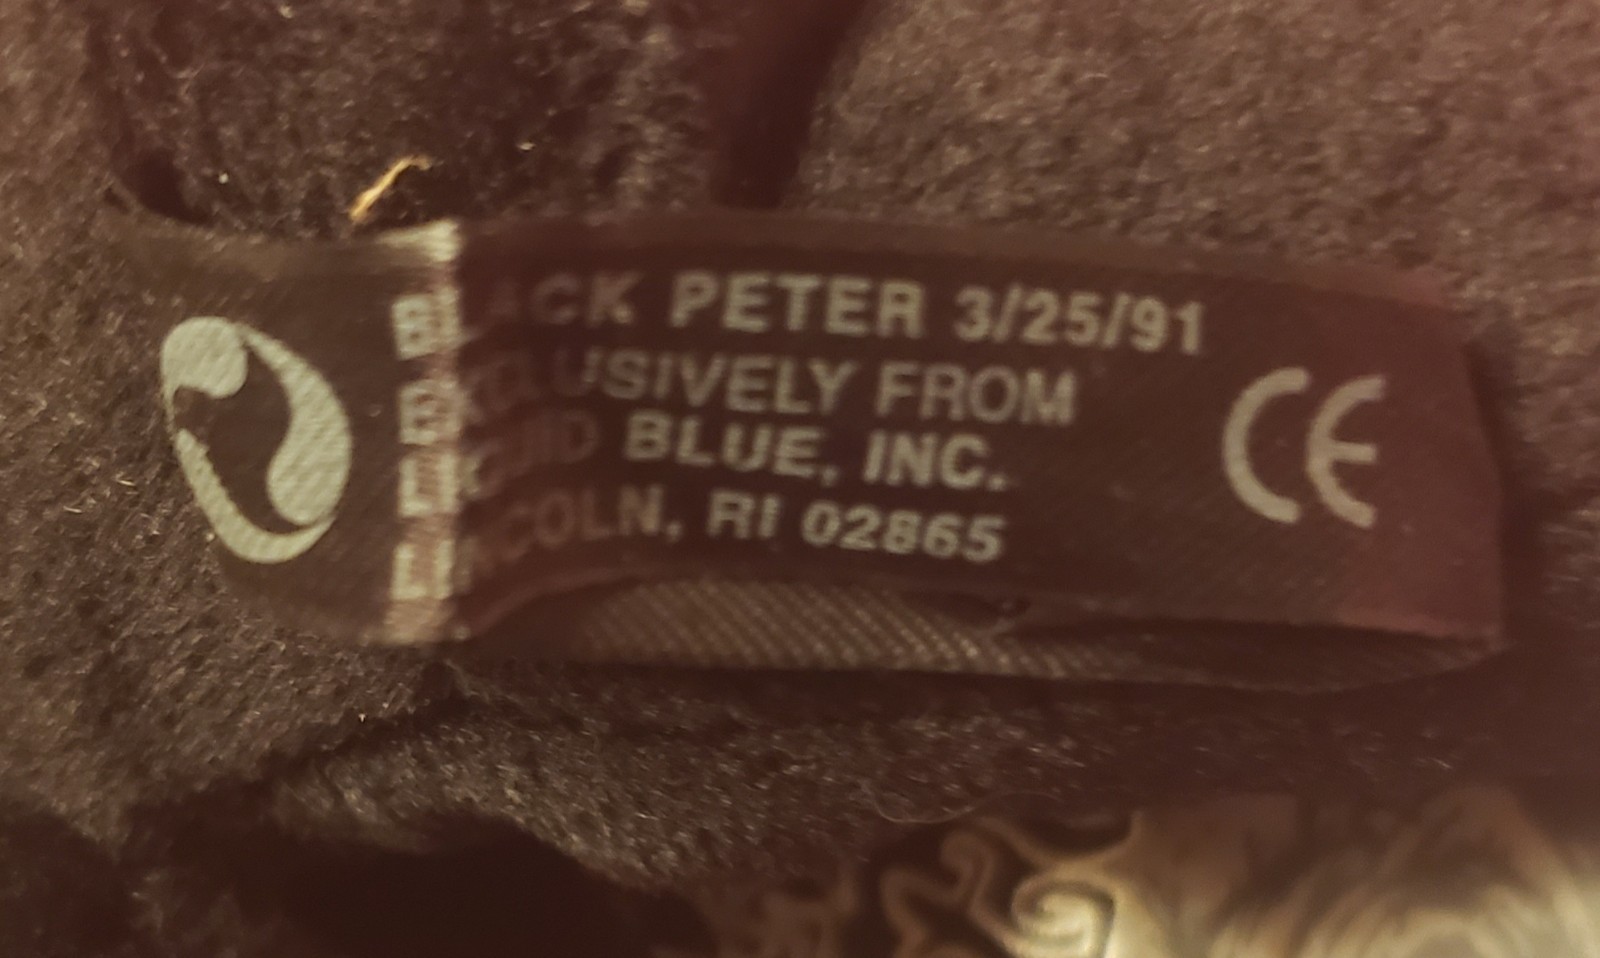 BLACK PETER 3/25/91
EXCLUSIVELY FROM
LIQUID BLUE, INC.
LINCOLN, RI 02865
CE